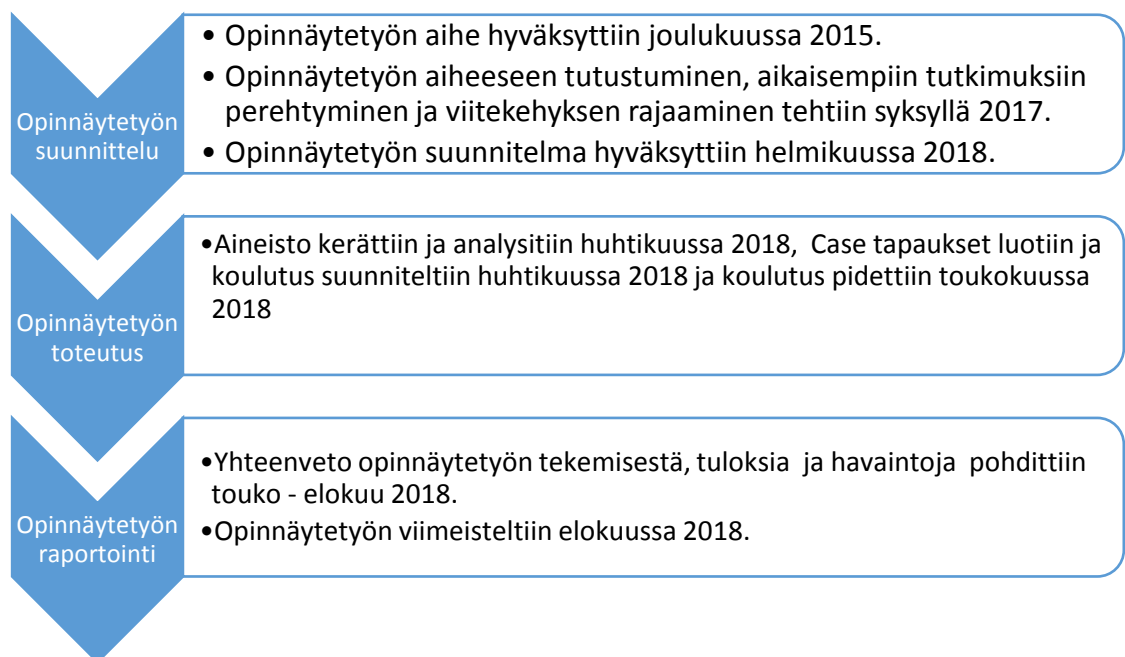 Opinnäytetyön
suunnittelu
• Opinnäytetyön aihe hyväksyttiin joulukuussa 2015.
• Opinnäytetyön aiheeseen tutustuminen, aikaisempiin tutkimuksiin
perehtyminen ja viitekehyksen rajaaminen tehtiin syksyllä 2017.
• Opinnäytetyön suunnitelma hyväksyttiin helmikuussa 2018.
Opinnäytetyön
toteutus
•Aineisto kerättiin ja analysitiin huhtikuussa 2018, Case tapaukset luotiin ja
koulutus suunniteltiin huhtikuussa 2018 ja koulutus pidettiin toukokuussa
2018
Opinnäytetyön
raportointi
•Yhteenveto opinnäytetyön tekemisestä, tuloksia ja havaintoja pohdittiin
touko - elokuu 2018.
•Opinnäytetyön viimeisteltiin elokuussa 2018.